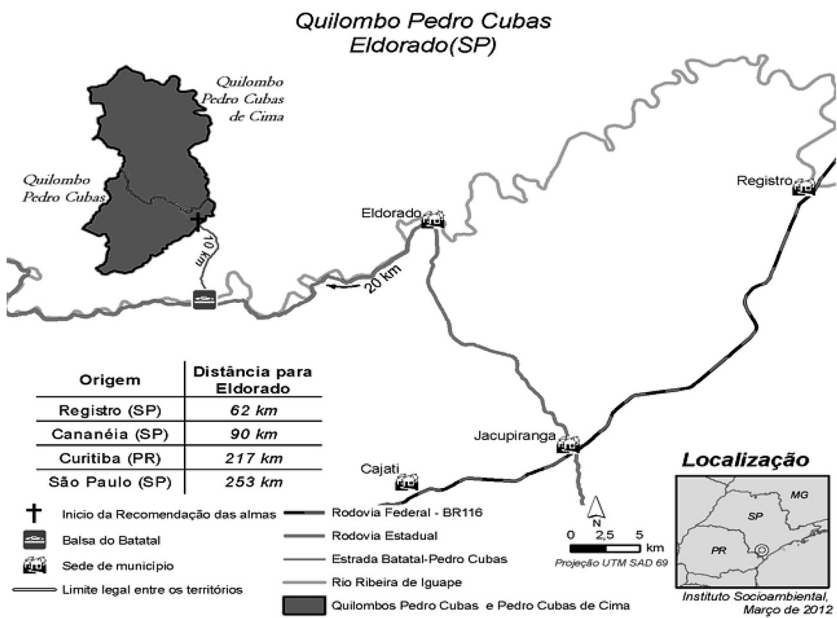 Quilombo Pedro Cubas
Eldorado(SP)
Quilombo
Pedro Cubas
de Cima
Quilombo
Pedro Cubas
10 km
Eldorado
20 km
Registro
Jacupiranga
Cajati
Origem
Distância para
Eldorado
Registro (SP) 62 km
Cananéia (SP) 90 km
Curitiba (PR) 217 km
São Paulo (SP) 253 km
Inicio da Recomendação das almas
Balsa do Batatal
Sede de município
Limite legal entre os territórios
Rodovia Federal - BR116
Rodovia Estadual
Estrada Batatal-Pedro Cubas
Rio Ribeira de Iguape
Quilombos Pedro Cubas e Pedro Cubas de Cima
N
0 2,5 5
km
Projeção UTM SAD 69
Localização
MG
SP
PR
Instituto Socioambiental,
Março de 2012